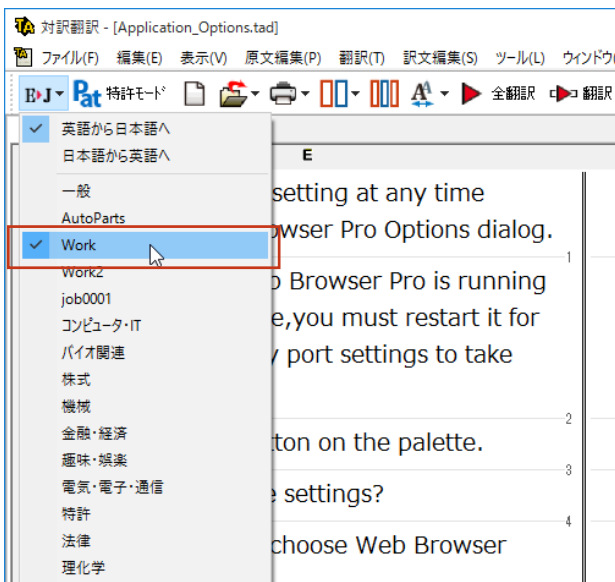 対訳翻訳 - [Application_Options.tad]
ファイル(F) 編集(E) 表示(V) 原文編集(P) 翻訳(T) 訳文編集(S) ツール(L) ウィンドウ(
E▸J Pat 特許モード 全翻訳 翻訳
英語から日本語へ
日本語から英語へ
一般
AutoParts
Work
Work2
job0001
コンピュータ・IT
バイオ関連
株式
機械
金融・経済
趣味・娯楽
電気・電子・通信
特許
法律
理化学
E
setting at any time
owser Pro Options dialog.
1
b Browser Pro is running
e,you must restart it for
y port settings to take
2
tton on the palette.
3
e settings?
4
choose Web Browser